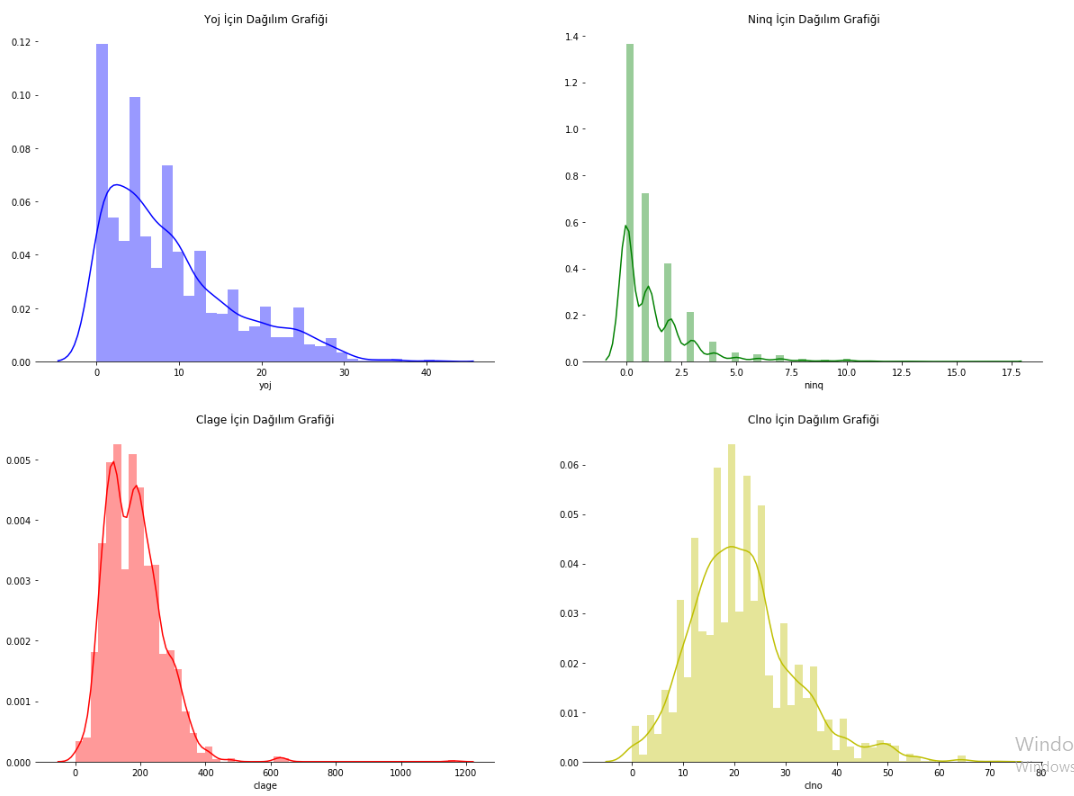 Yoj İçin Dağılım Grafiği
0.12
0.10
0.08
0.06
0.04
0.02
0.00
0 10 20 30 40
yoj
Ninq İçin Dağılım Grafiği
1.4
1.2
1.0
0.8
0.6
0.4
0.2
0.0
0.0 2.5 5.0 7.5 10.0 12.5 15.0 17.5
ninq
Clage İçin Dağılım Grafiği
0.005
0.004
0.003
0.002
0.001
0.000
0 200 400 600 800 1000 1200
clage
Clno İçin Dağılım Grafiği
0.06
0.05
0.04
0.03
0.02
0.01
0.00
0 10 20 30 40 50 60 70 80
clno
Windo
Windows